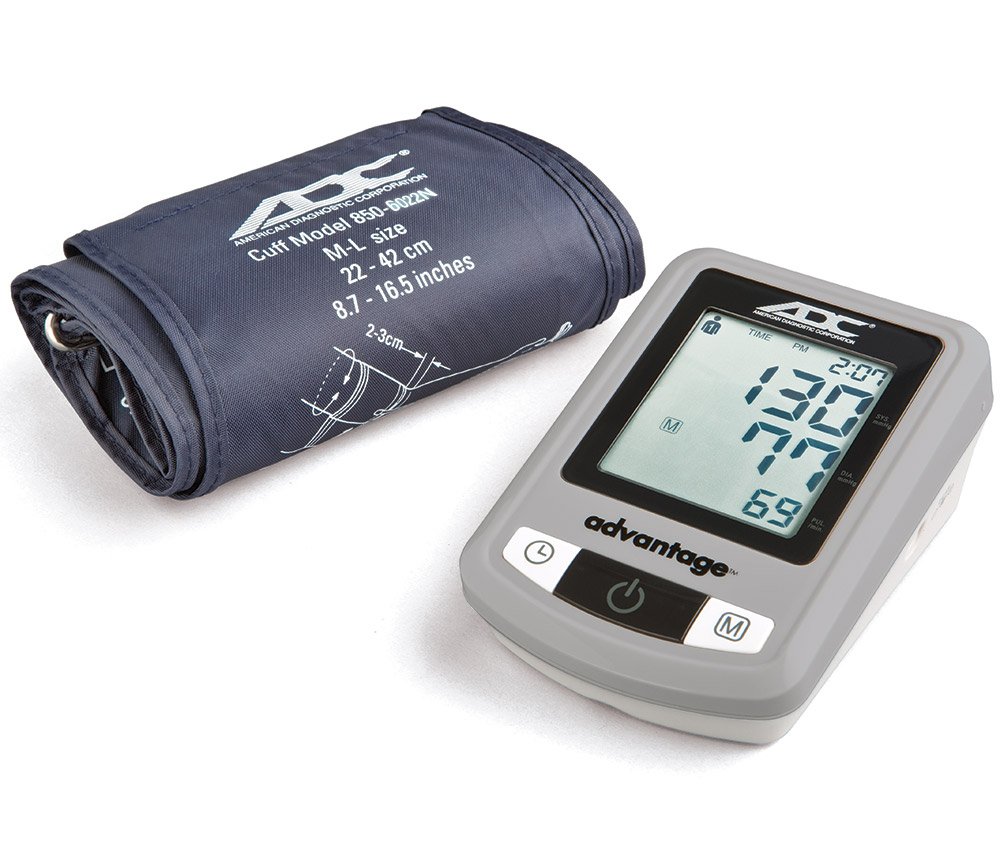 ADC®
AMERICAN DIAGNOSTIC CORPORATION
Cuff Model 850-6022N
M-L size
22 - 42 cm
8.7 - 16.5 inches
2-3cm
ADC®
AMERICAN DIAGNOSTIC CORPORATION
TIME PM
2:07
130
SYS.
mmHg
M
77
DIA.
mmHg
69
PUL.
/min
advantage™
M